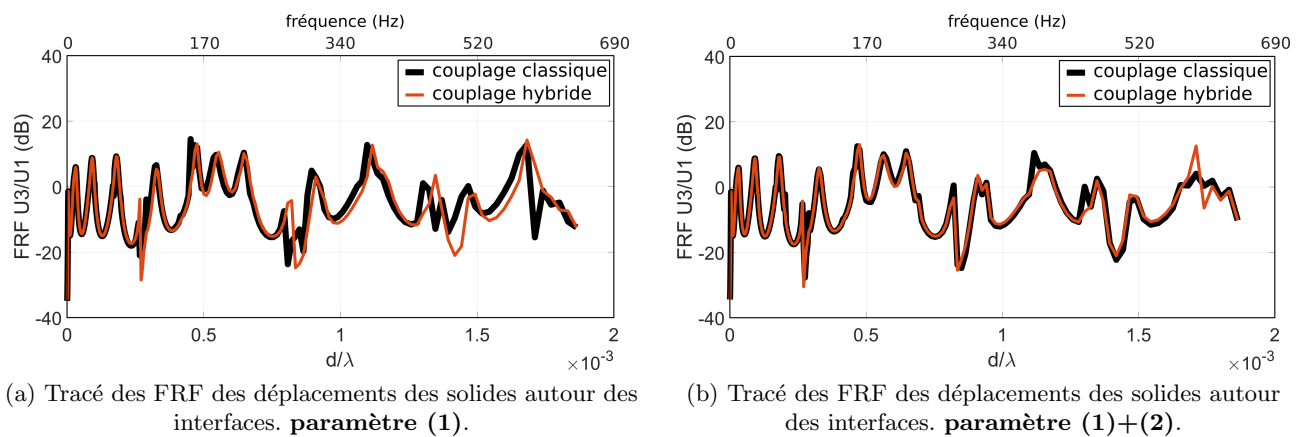 fréquence (Hz)
0 170 340 520 690
40
20
0
-20
-40
FRF U3/U1 (dB)
couplage classique
couplage hybride
0 0.5 1 1.5 2
d/λ
×10⁻³
(a) Tracé des FRF des déplacements des solides autour des
interfaces. paramètre (1).
fréquence (Hz)
0 170 340 520 690
40
20
0
-20
-40
FRF U3/U1 (dB)
couplage classique
couplage hybride
0 0.5 1 1.5 2
d/λ
×10⁻³
(b) Tracé des FRF des déplacements des solides autour
des interfaces. paramètre (1)+(2).